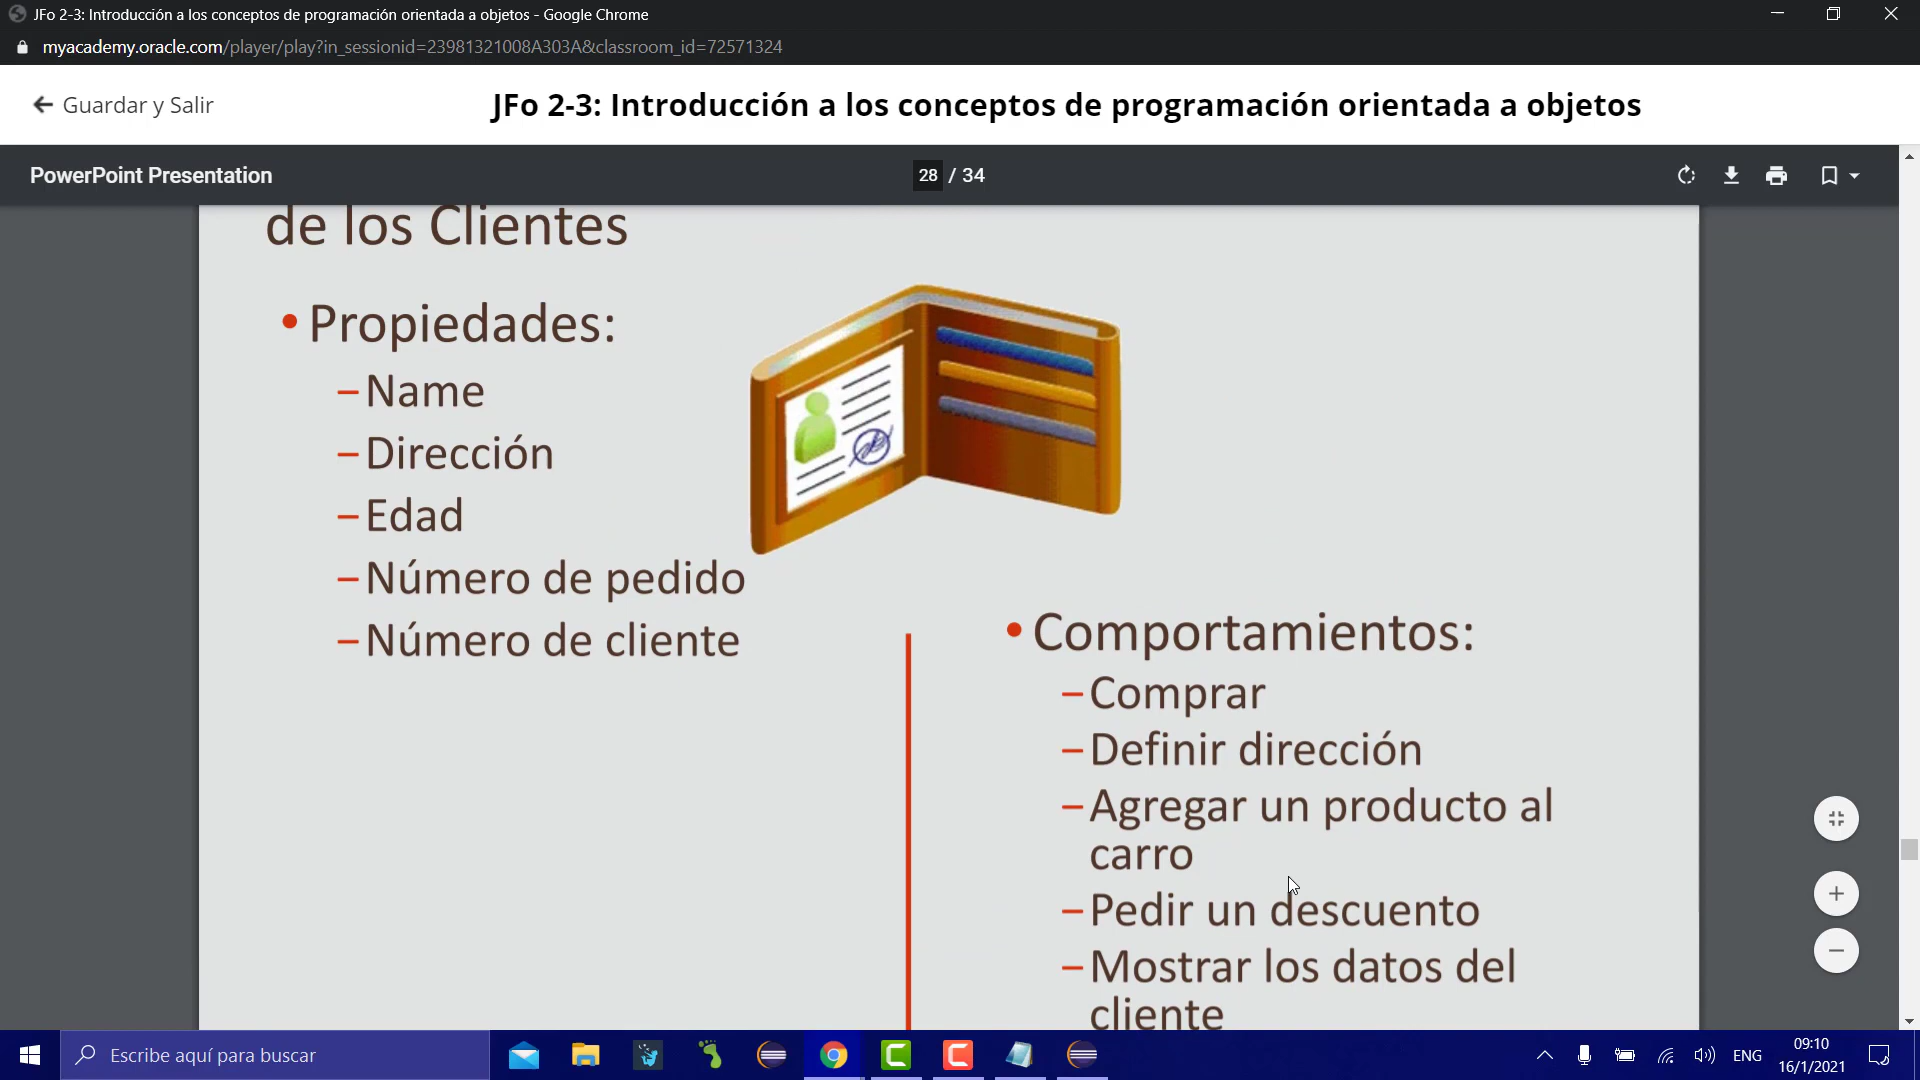 JFo 2-3: Introducción a los conceptos de programación orientada a objetos - Google Chrome
myacademy.oracle.com/player/play?in_sessionid=23981321008A303A&classroom_id=72571324
Guardar y Salir
JFo 2-3: Introducción a los conceptos de programación orientada a objetos
PowerPoint Presentation
28 / 34
de los Clientes
• Propiedades:
– Name
– Dirección
– Edad
– Número de pedido
– Número de cliente
• Comportamientos:
– Comprar
– Definir dirección
– Agregar un producto al
carro
– Pedir un descuento
– Mostrar los datos del
cliente
Escribe aquí para buscar
ENG
09:10
16/1/2021